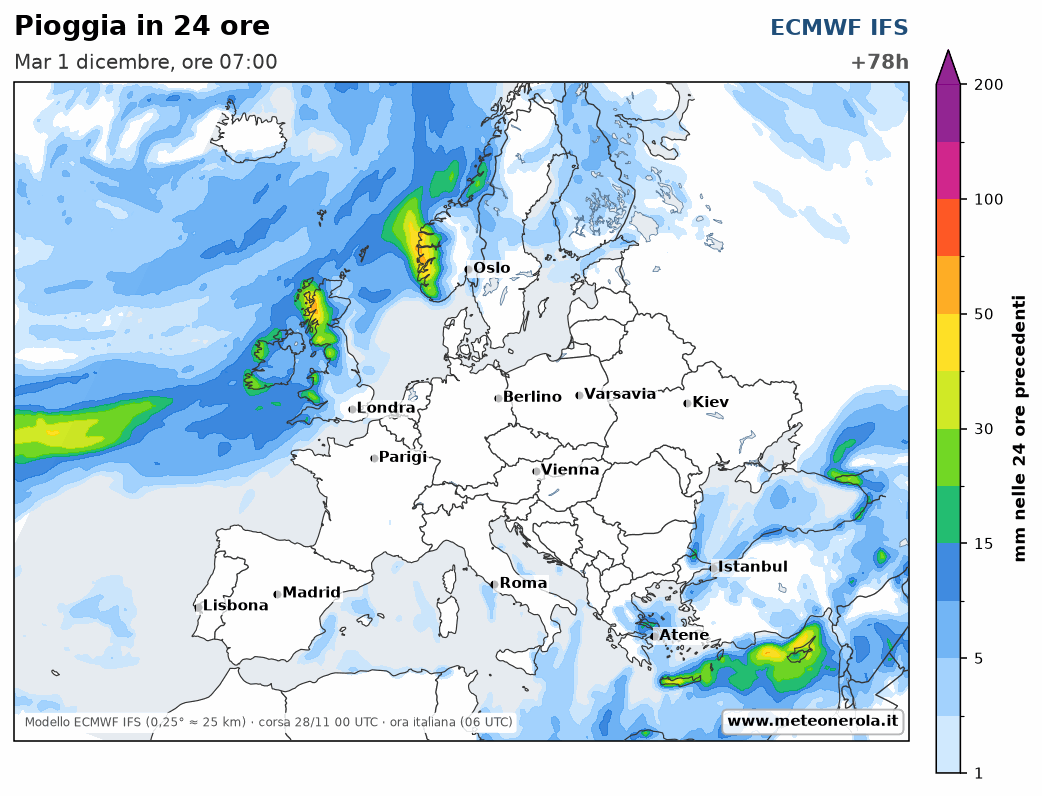 Pioggia in 24 ore
ECMWF IFS
Mar 1 dicembre, ore 07:00
+78h
200
100
50
30
15
5
1
mm nelle 24 ore precedenti
Oslo
Londra
Berlino
Varsavia
Kiev
Parigi
Vienna
Istanbul
Roma
Madrid
Lisbona
Atene
Modello ECMWF IFS (0,25° ≈ 25 km) · corsa 28/11 00 UTC · ora italiana (06 UTC)
www.meteonerola.it